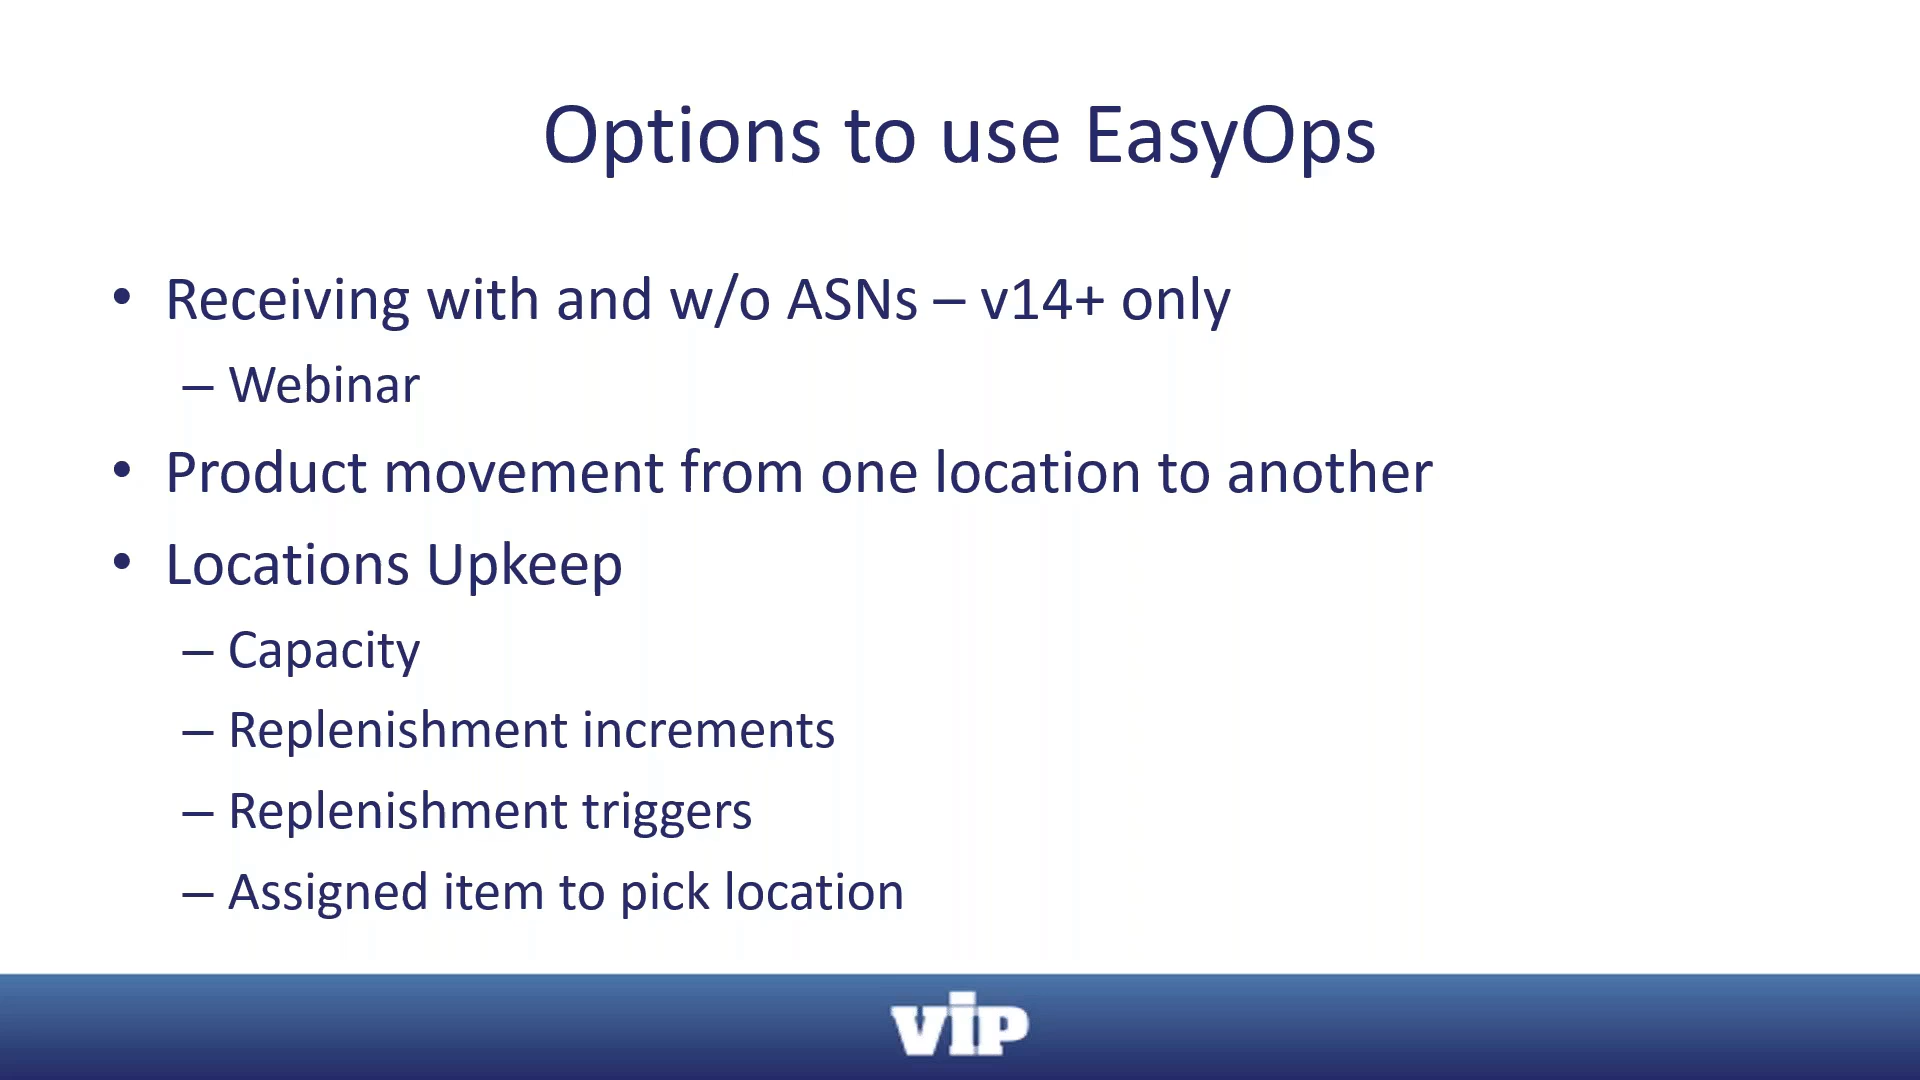 Options to use EasyOps
• Receiving with and w/o ASNs – v14+ only
– Webinar
• Product movement from one location to another
• Locations Upkeep
– Capacity
– Replenishment increments
– Replenishment triggers
– Assigned item to pick location
vip